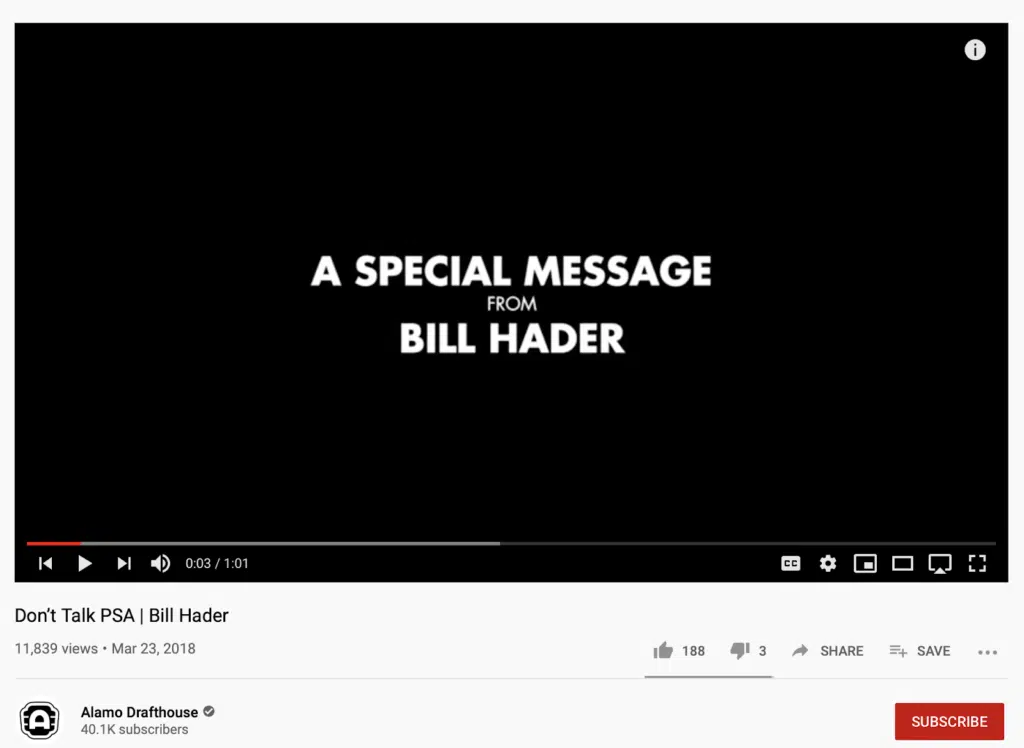 i
A SPECIAL MESSAGE
FROM
BILL HADER
0:03 / 1:01
CC
Don’t Talk PSA | Bill Hader
11,839 views • Mar 23, 2018
188
3
SHARE
SAVE
A
Alamo Drafthouse
40.1K subscribers
SUBSCRIBE